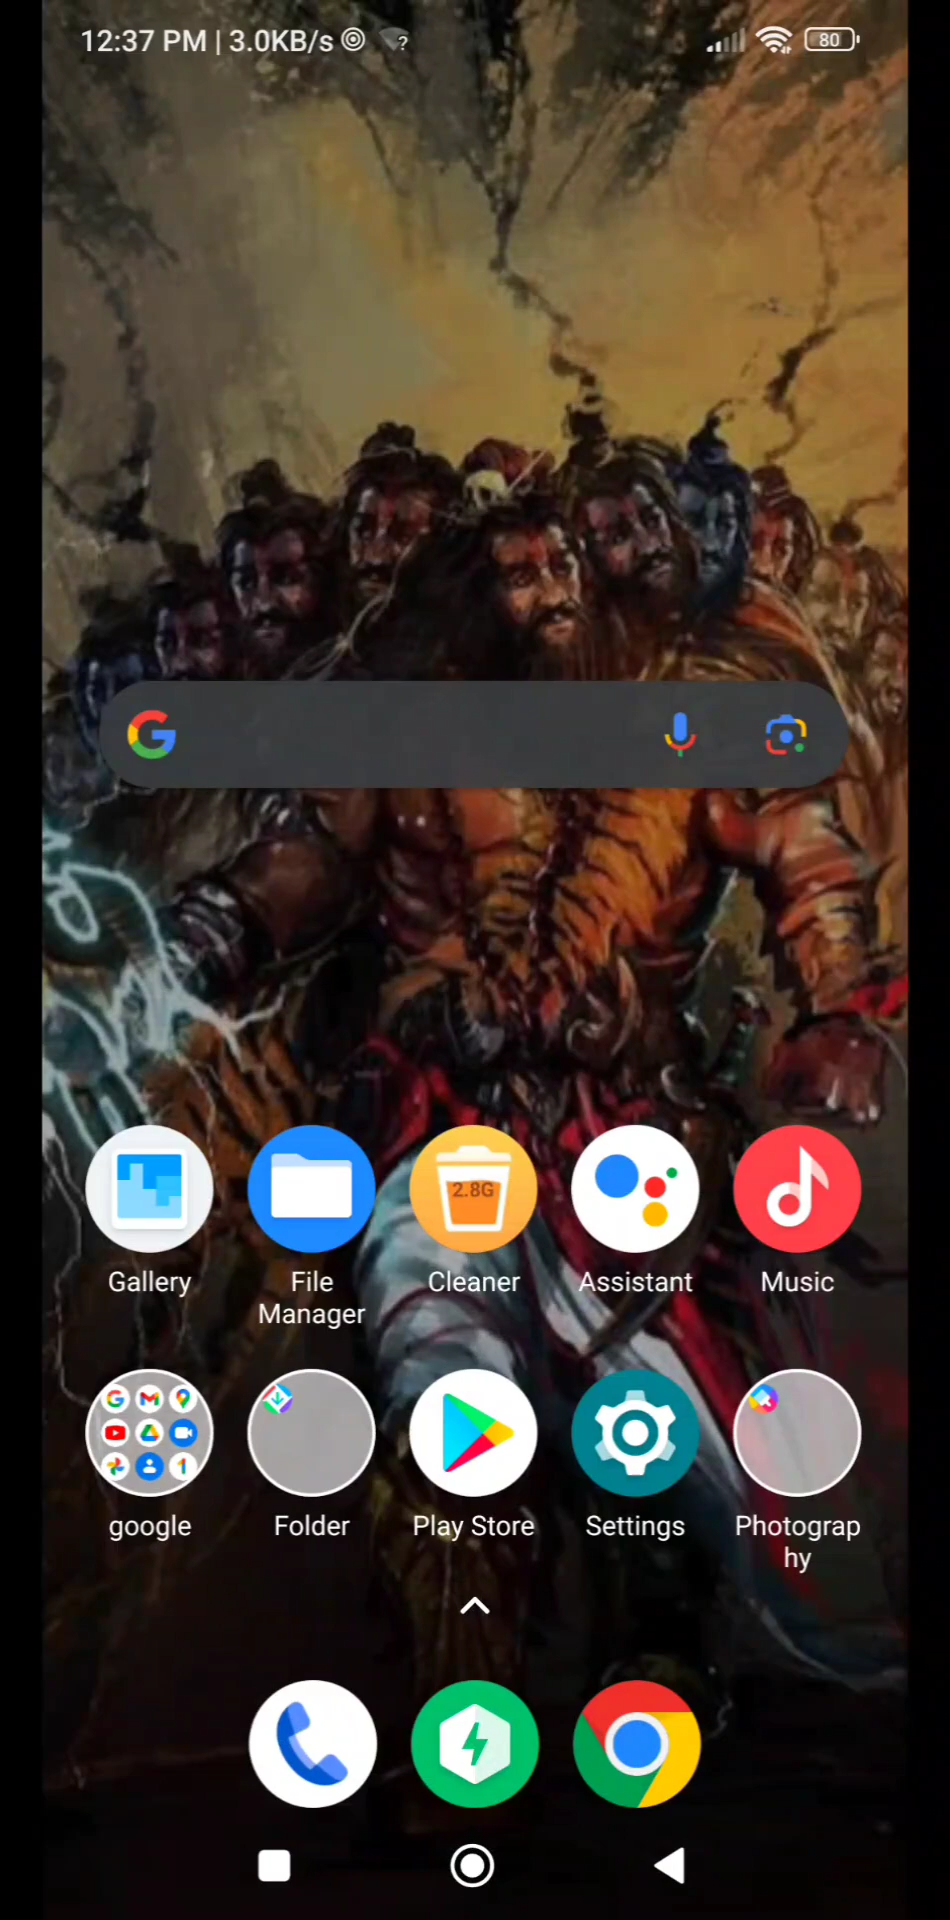 12:37 PM | 3.0KB/s
80
2.8G
Gallery
File
Manager
Cleaner
Assistant
Music
google
Folder
Play Store
Settings
Photograp
hy